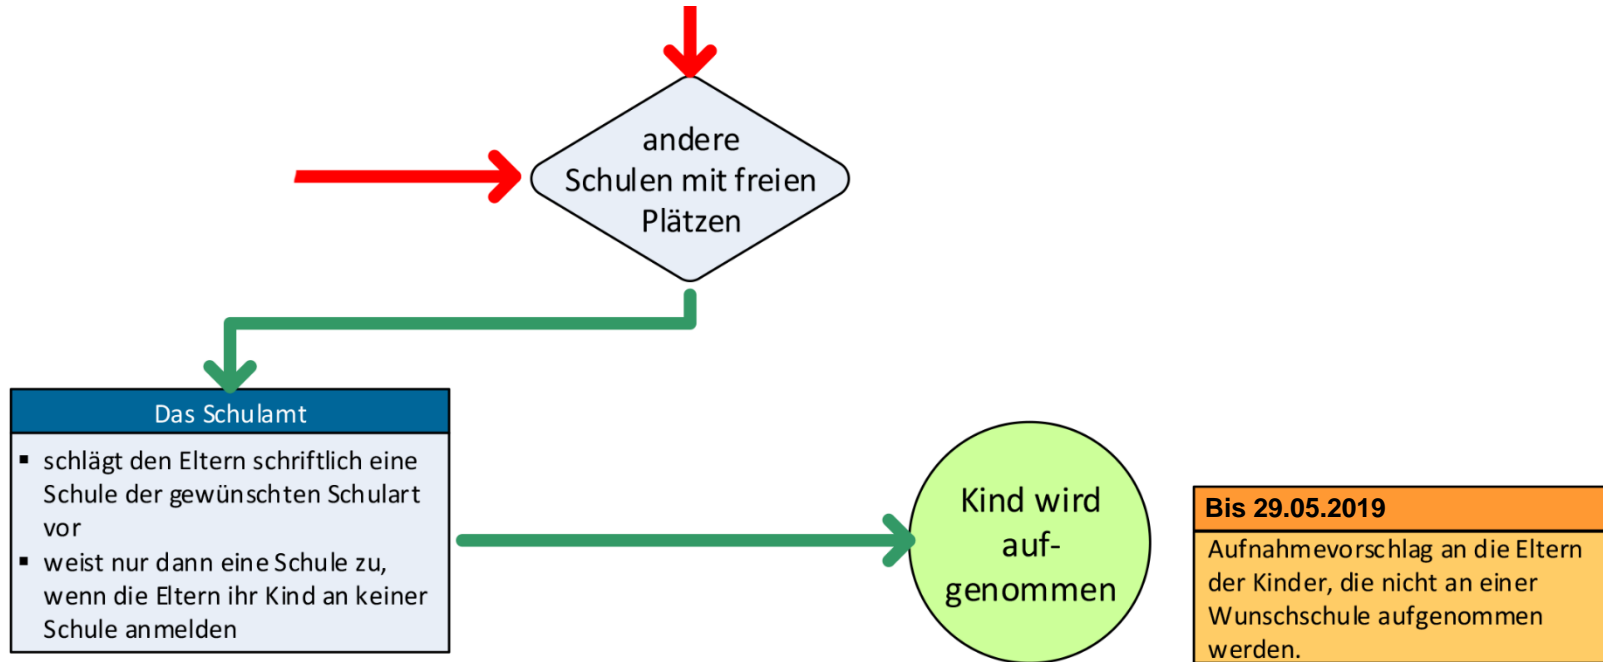 andere
Schulen mit freien
Plätzen
Das Schulamt
▪ schlägt den Eltern schriftlich eine
Schule der gewünschten Schulart
vor
▪ weist nur dann eine Schule zu,
wenn die Eltern ihr Kind an keiner
Schule anmelden
Kind wird
auf-
genommen
Bis 29.05.2019
Aufnahmevorschlag an die Eltern
der Kinder, die nicht an einer
Wunschschule aufgenommen
werden.